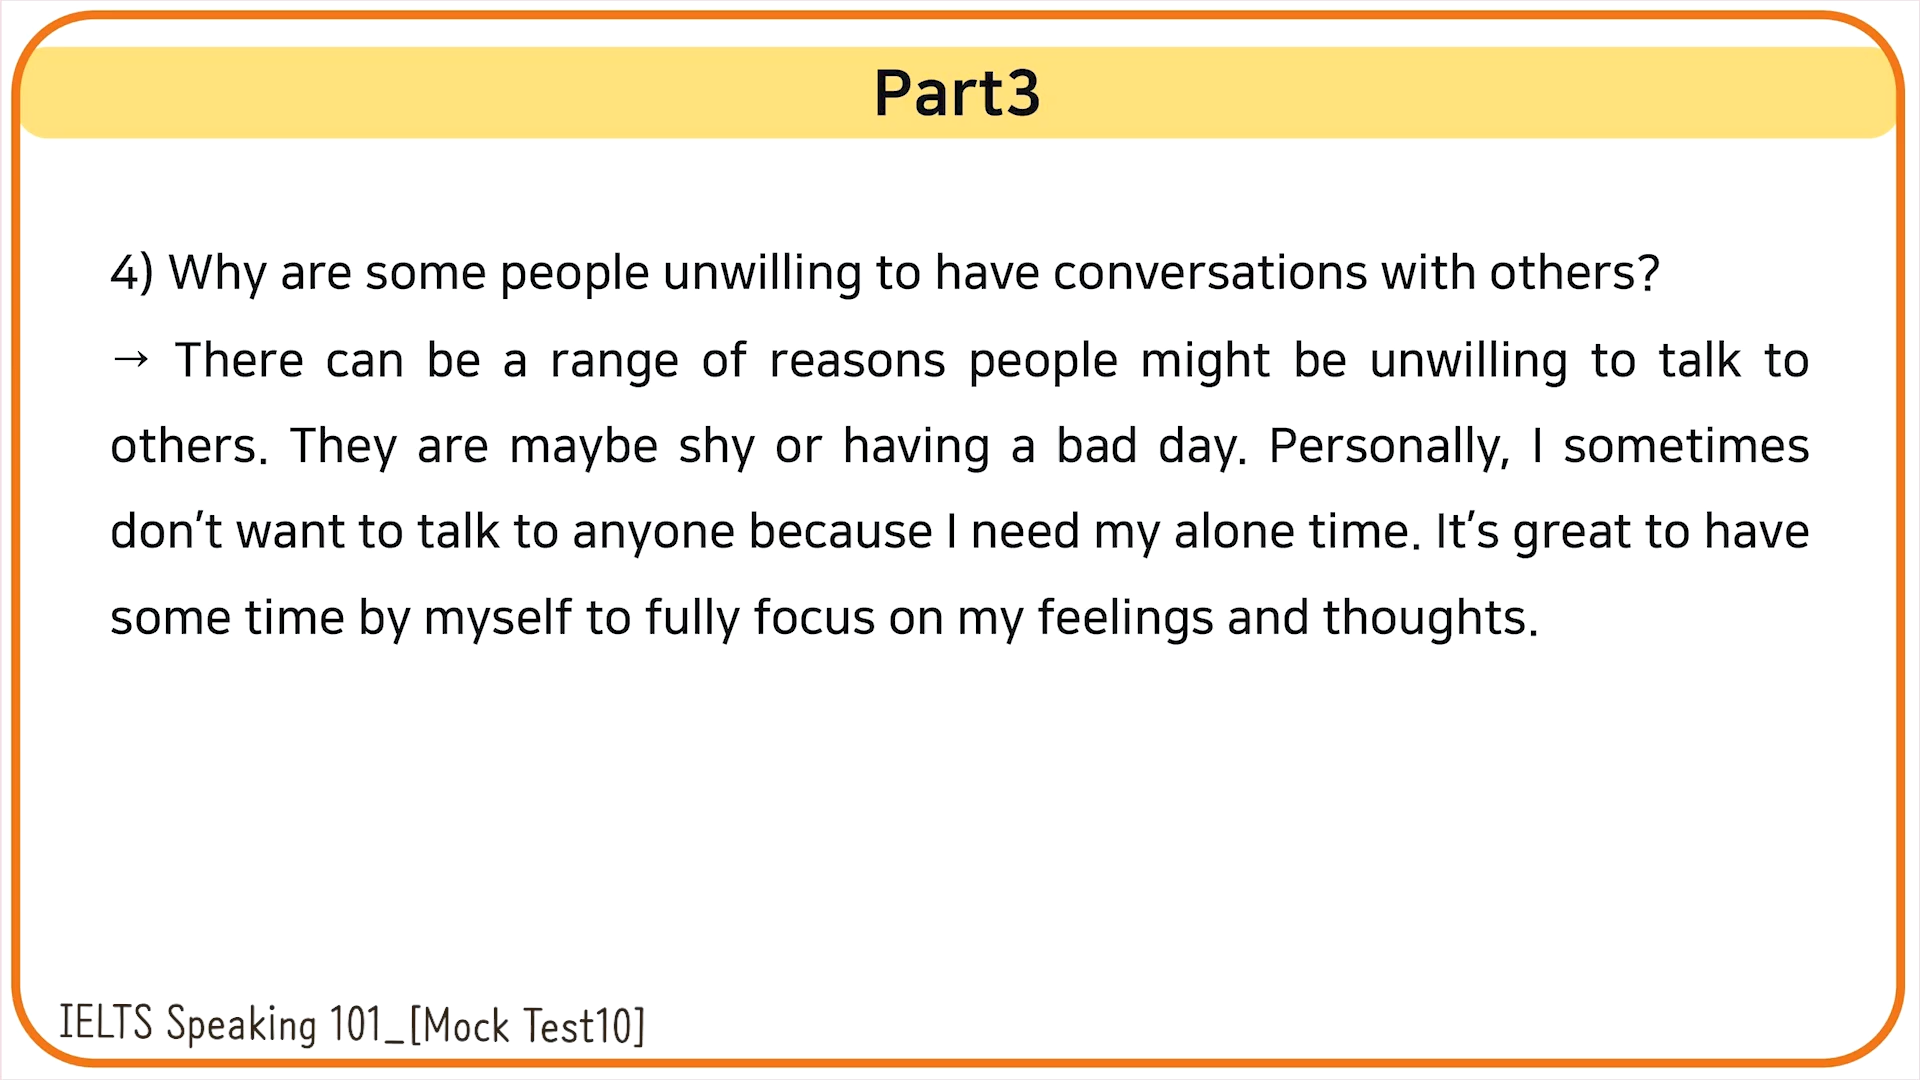 Part3
4) Why are some people unwilling to have conversations with others?
→ There can be a range of reasons people might be unwilling to talk to
others. They are maybe shy or having a bad day. Personally, I sometimes
don’t want to talk to anyone because I need my alone time. It’s great to have
some time by myself to fully focus on my feelings and thoughts.
IELTS Speaking 101_[Mock Test10]